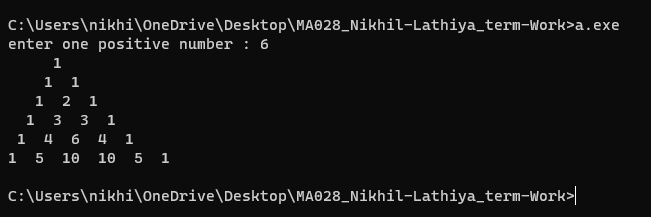 C:\Users\nikhi\OneDrive\Desktop\MA028_Nikhil-Lathiya_term-Work>a.exe
enter one positive number : 6
     1
    1  1
   1  2  1
  1  3  3  1
 1  4  6  4  1
1  5  10  10  5  1
C:\Users\nikhi\OneDrive\Desktop\MA028_Nikhil-Lathiya_term-Work>